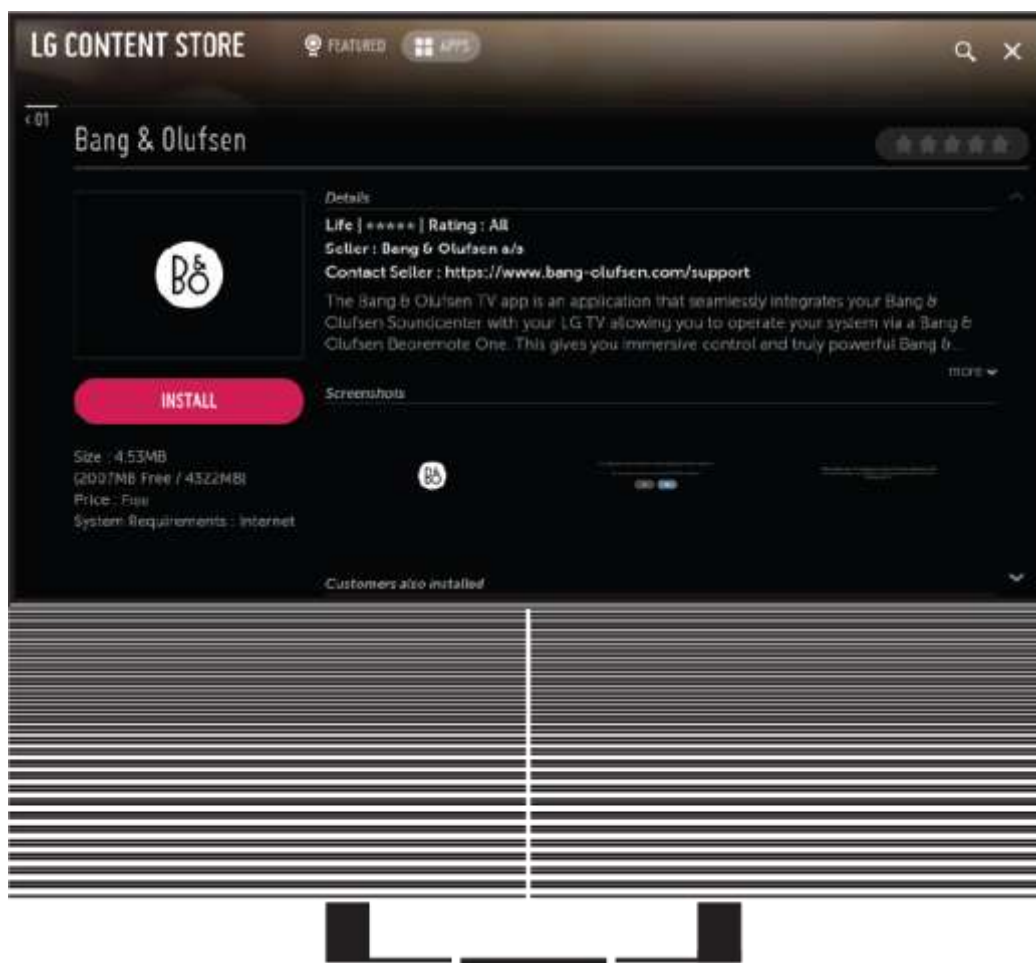 LG CONTENT STORE
FEATURED
APPS
‹ 01
Bang & Olufsen
Details
Life | ★★★★★ | Rating : All
Seller : Bang & Olufsen a/s
Contact Seller : https://www.bang-olufsen.com/support
The Bang & Olufsen TV app is an application that seamlessly integrates your Bang &
Olufsen Soundcenter with your LG TV allowing you to operate your system via a Bang &
Olufsen Beoremote One. This gives you immersive control and truly powerful Bang &...
more
B&O
INSTALL
Screenshots
Size : 4.53MB
(2007MB Free / 4322MB)
Price : Free
System Requirements : Internet
B&O
Customers also installed